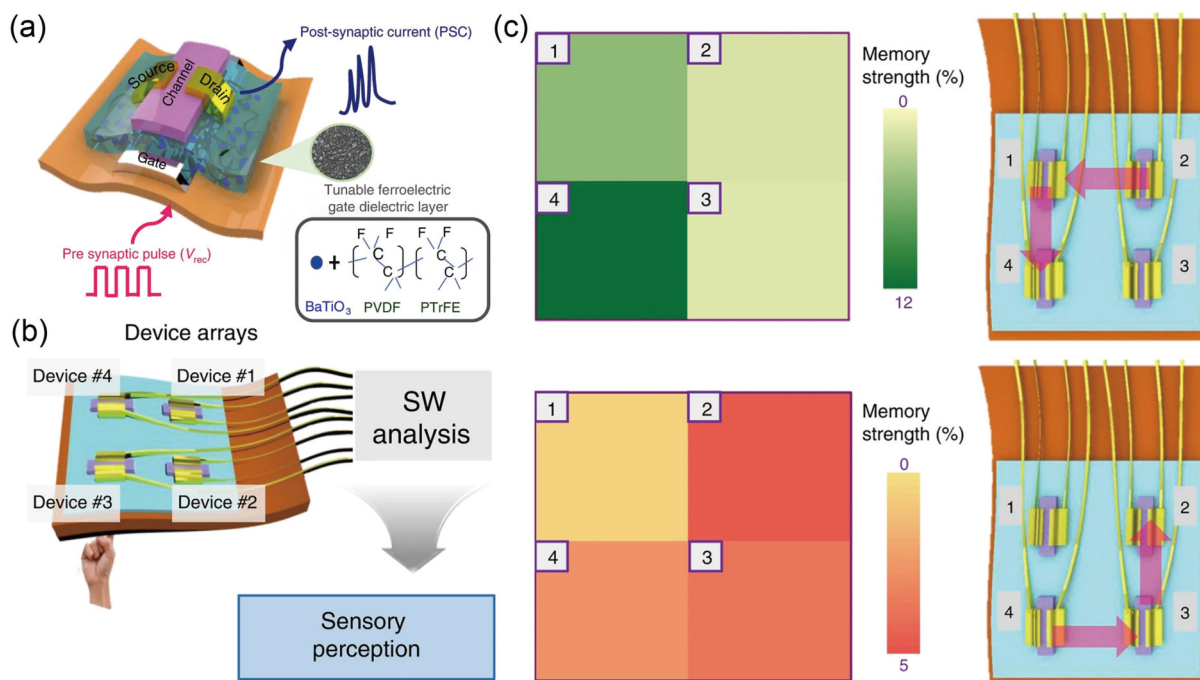 (a)
Post-synaptic current (PSC)
Source
Channel
Drain
Gate
Tunable ferroelectric
gate dielectric layer
Pre synaptic pulse (Vrec)
F F F F
C C
C C
+
BaTiO3 PVDF PTrFE
(b)
Device arrays
Device #4
Device #1
Device #3
Device #2
SW
analysis
Sensory
perception
(c)
1
2
4
3
Memory
strength (%)
0
12
1
2
4
3
1
2
4
3
Memory
strength (%)
0
5
1
2
4
3